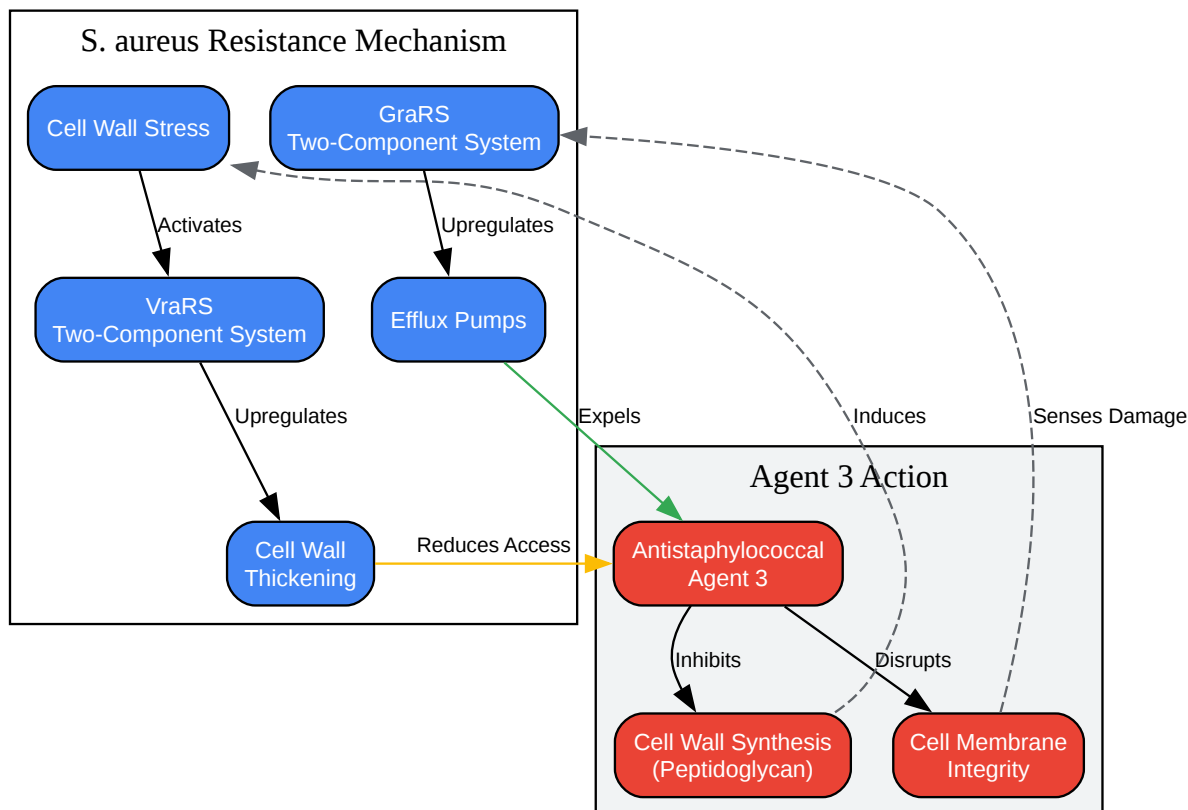 S. aureus Resistance Mechanism
Cell Wall Stress
GraRS
Two-Component System
Activates
Upregulates
VraRS
Two-Component System
Efflux Pumps
Upregulates
Expels
Induces
Senses Damage
Agent 3 Action
Cell Wall
Thickening
Reduces Access
Antistaphylococcal
Agent 3
Inhibits
Disrupts
Cell Wall Synthesis
(Peptidoglycan)
Cell Membrane
Integrity